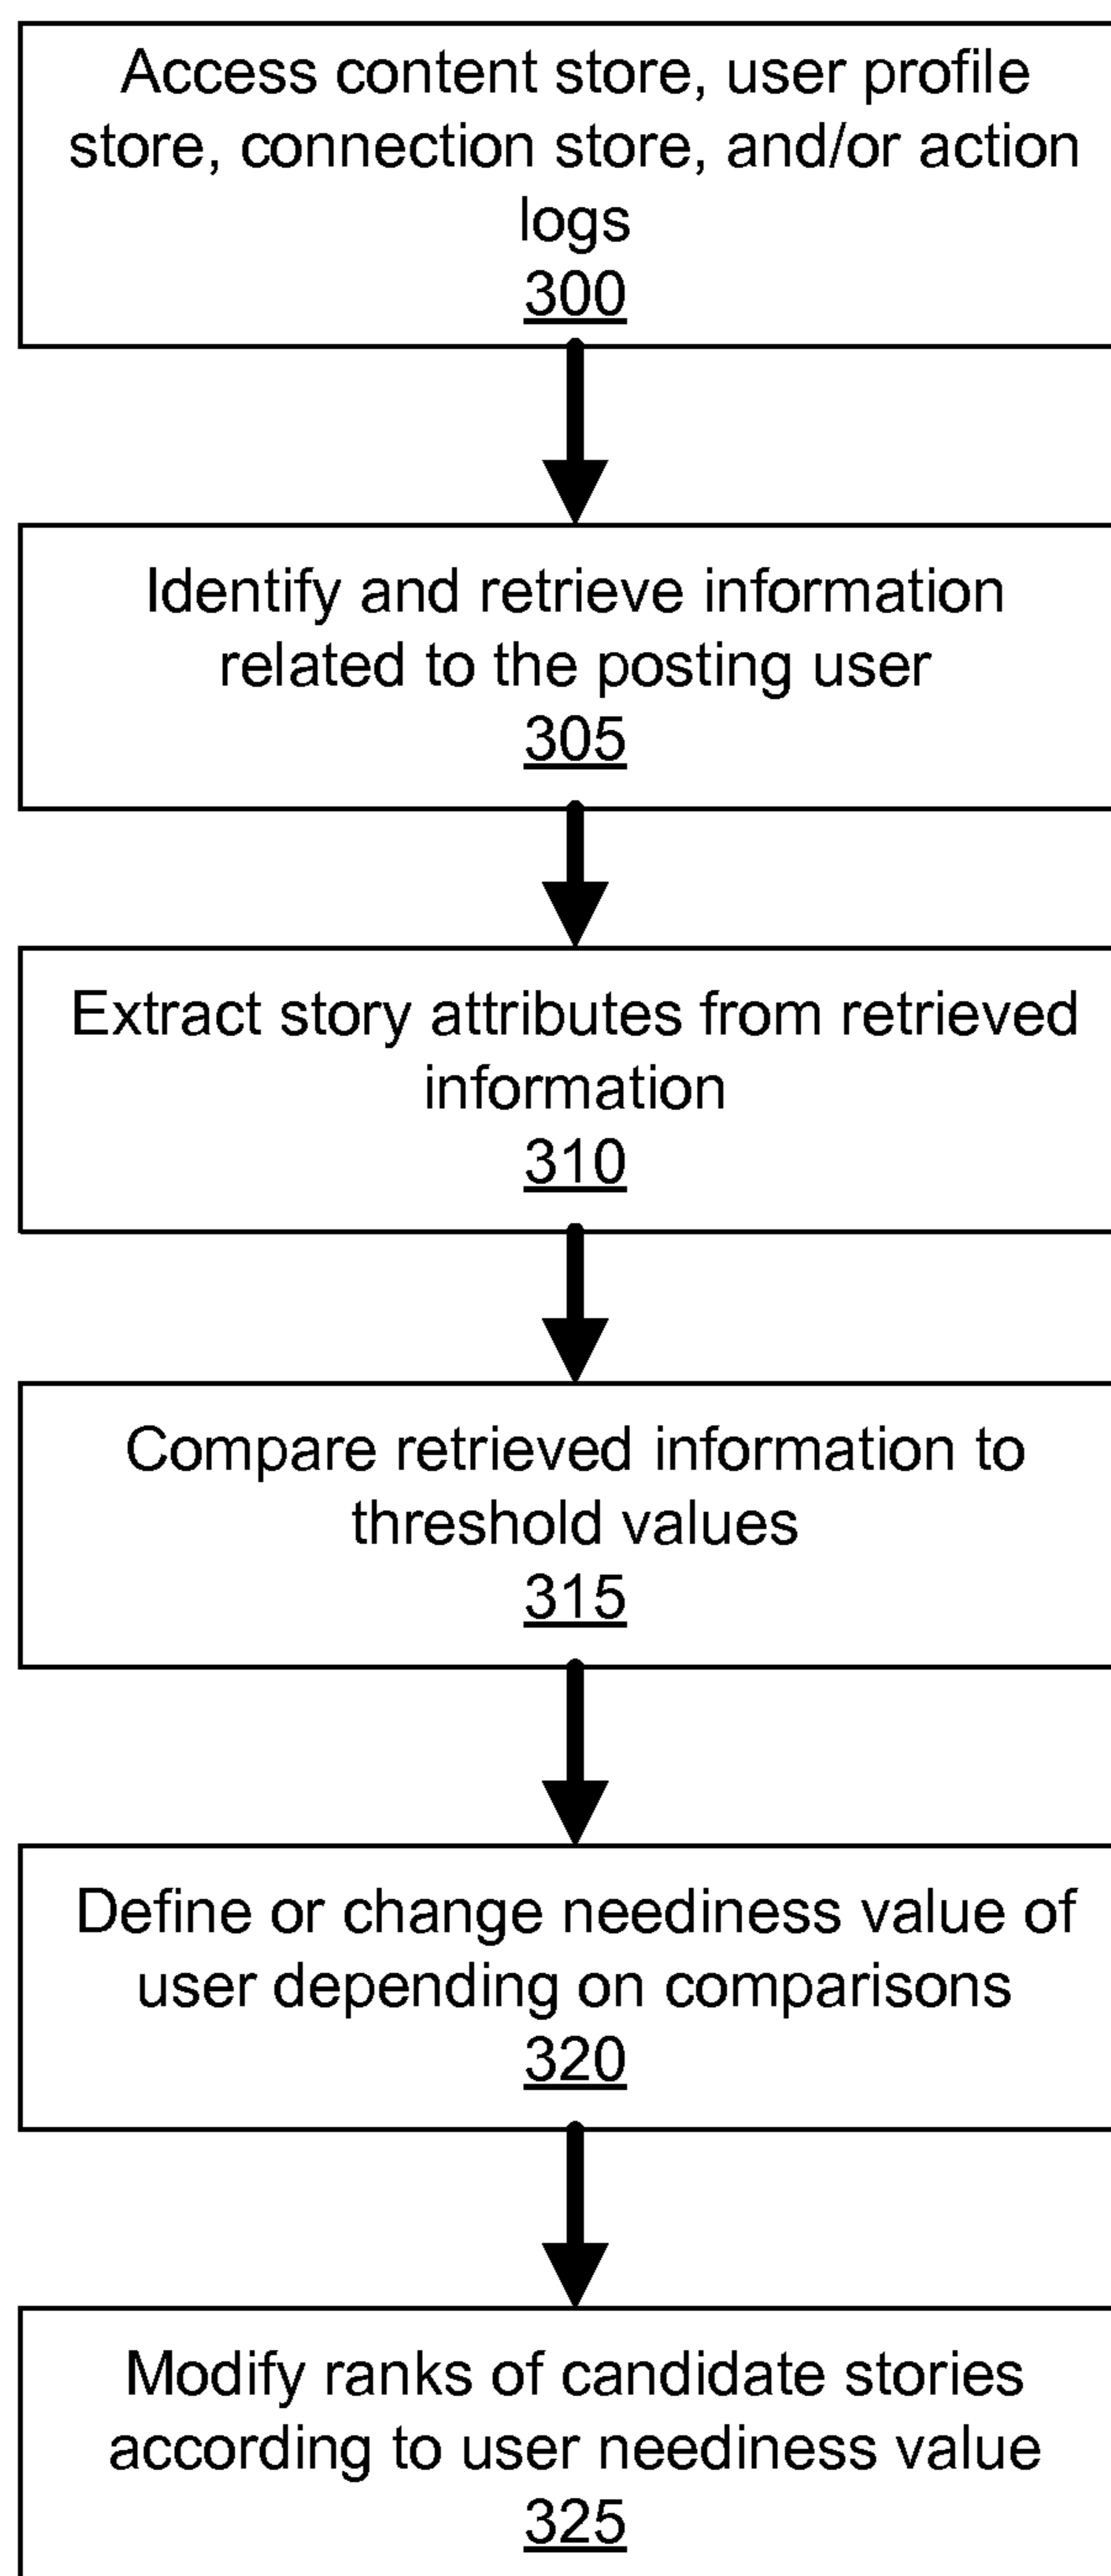 Access content store, user profile
store, connection store, and/or action
logs
300
Identify and retrieve information
related to the posting user
305
Extract story attributes from retrieved
information
310
Compare retrieved information to
threshold values
315
Define or change neediness value of
user depending on comparisons
320
Modify ranks of candidate stories
according to user neediness value
325